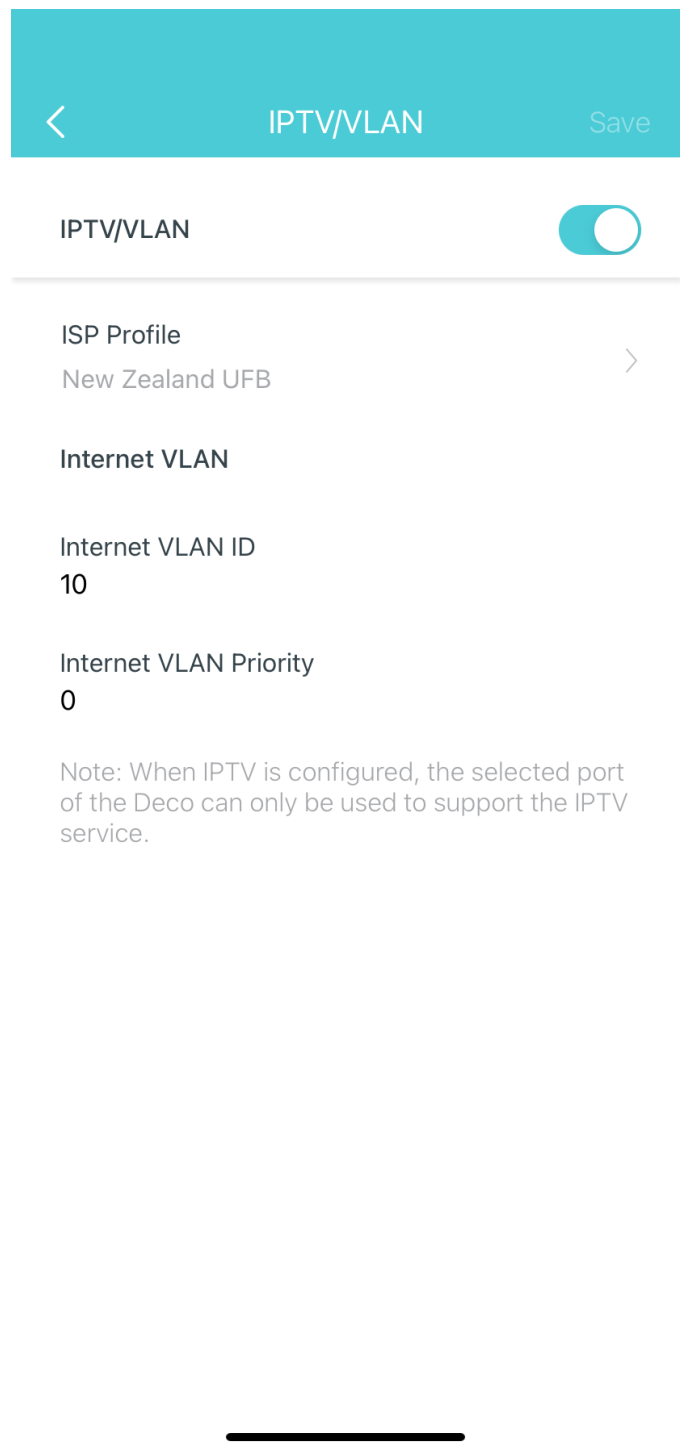 IPTV/VLAN
Save
IPTV/VLAN
ISP Profile
New Zealand UFB
Internet VLAN
Internet VLAN ID
10
Internet VLAN Priority
0
Note: When IPTV is configured, the selected port
of the Deco can only be used to support the IPTV
service.